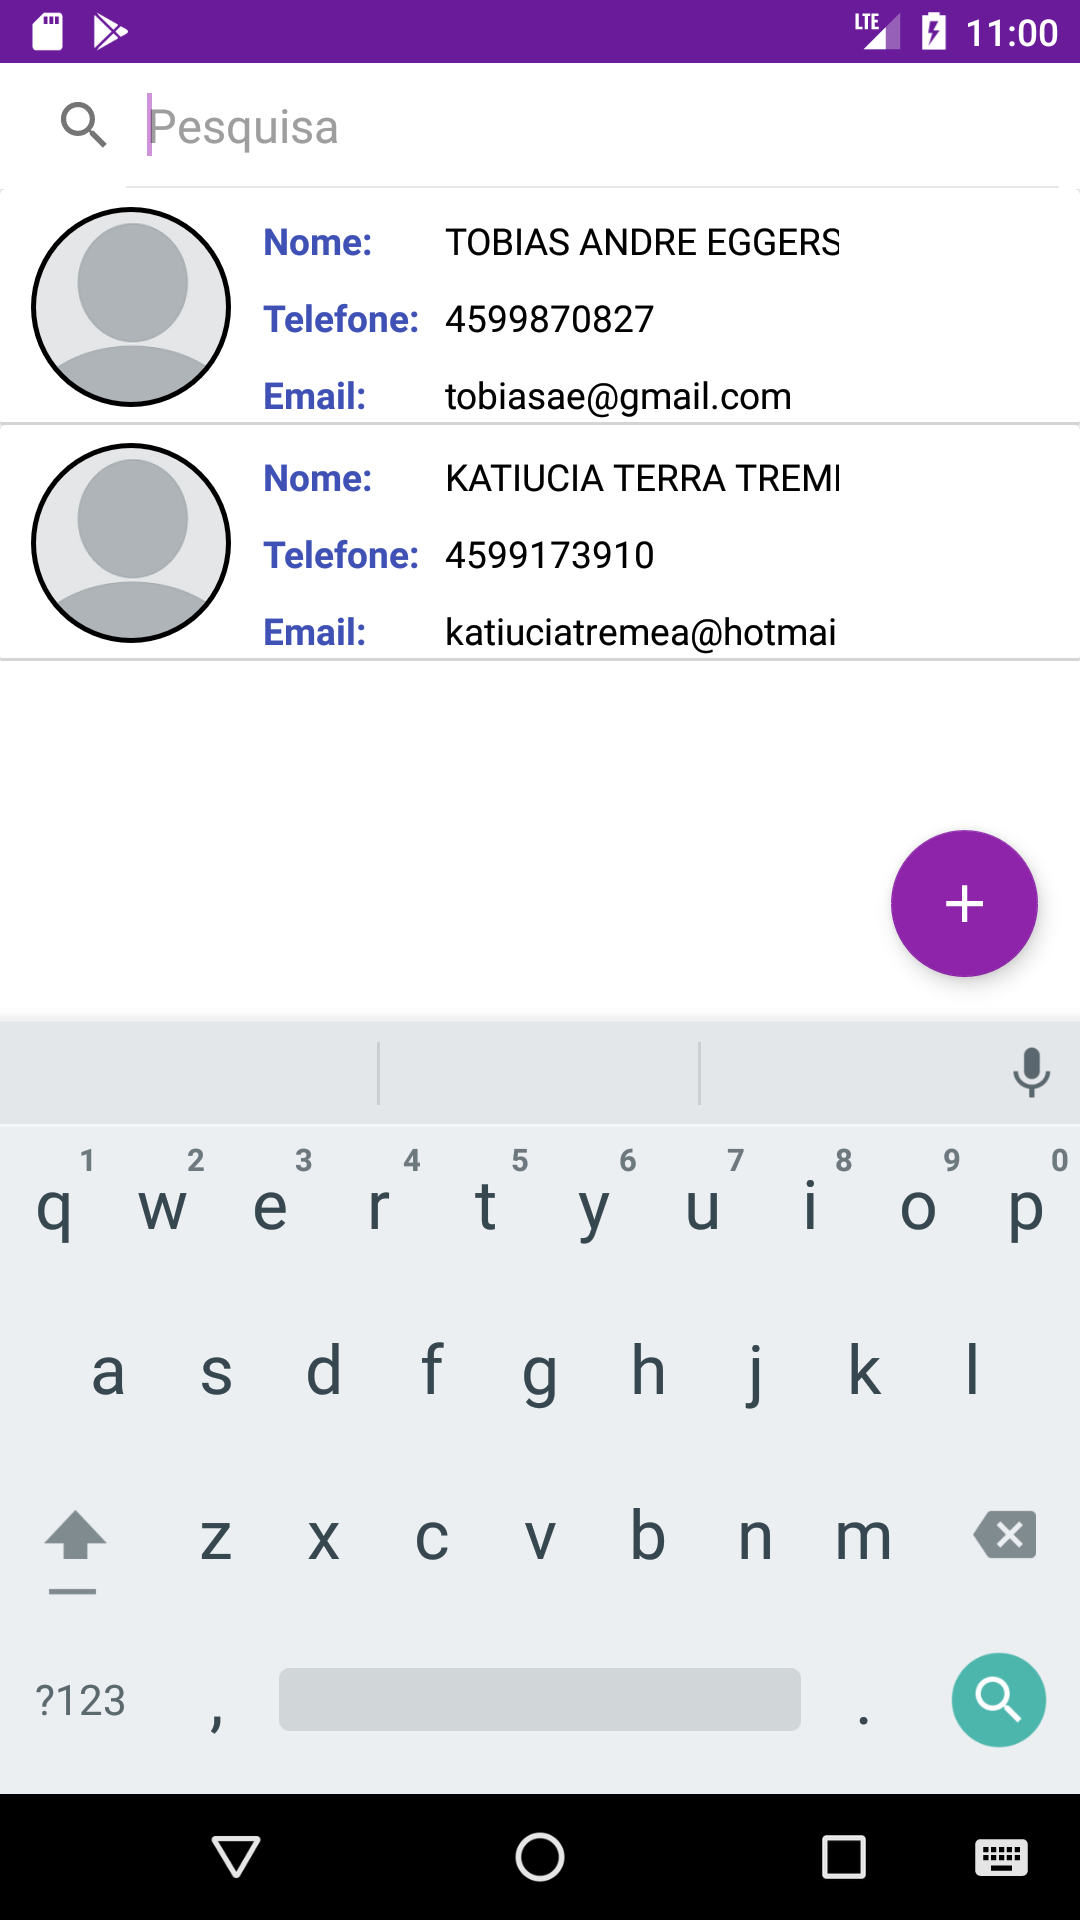 LTE 11:00
Pesquisa
Nome: TOBIAS ANDRE EGGERS
Telefone: 4599870827
Email: tobiasae@gmail.com
Nome: KATIUCIA TERRA TREM
Telefone: 4599173910
Email: katiuciatremea@hotmai
1 2 3 4 5 6 7 8 9 0
q w e r t y u i o p
a s d f g h j k l
z x c v b n m
?123 , .